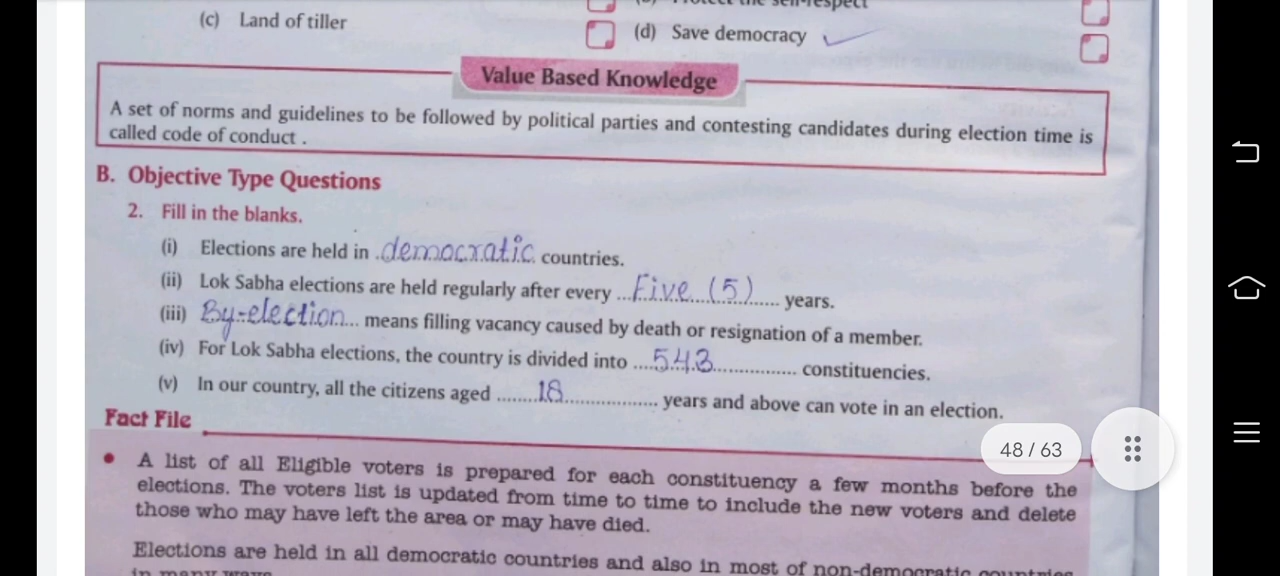 (c) Land of tiller
(d) Save democracy
Value Based Knowledge
A set of norms and guidelines to be followed by political parties and contesting candidates during election time is
called code of conduct .
B. Objective Type Questions
2. Fill in the blanks.
(i) Elections are held in .democratic. countries.
(ii) Lok Sabha elections are held regularly after every ...Five (5)....... years.
(iii) By-election... means filling vacancy caused by death or resignation of a member.
(iv) For Lok Sabha elections, the country is divided into ....543................ constituencies.
(v) In our country, all the citizens aged ........18.................. years and above can vote in an election.
Fact File
48 / 63
• A list of all Eligible voters is prepared for each constituency a few months before the
elections. The voters list is updated from time to time to include the new voters and delete
those who may have left the area or may have died.
Elections are held in all democratic countries and also in most of non-democratic countries
in many ways